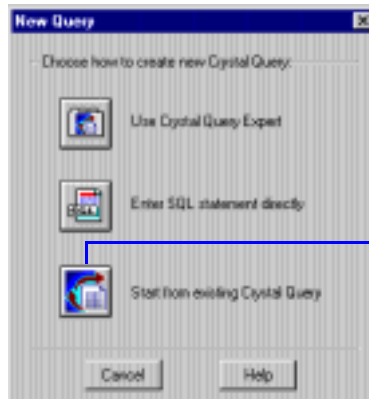 New Query
Choose how to create new Crystal Query:
Use Crystal Query Expert
Enter SQL statement directly
Start from existing Crystal Query
Cancel
Help